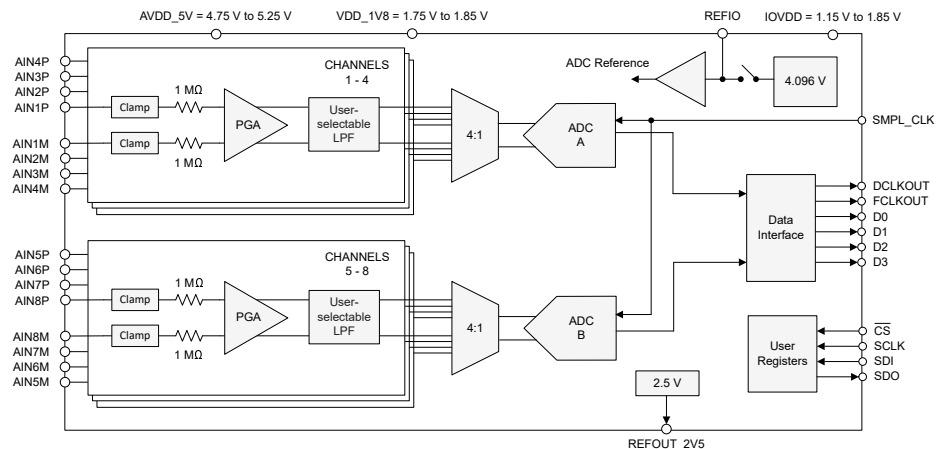 AVDD_5V = 4.75 V to 5.25 V
VDD_1V8 = 1.75 V to 1.85 V
REFIO
IOVDD = 1.15 V to 1.85 V
AIN4P
AIN3P
AIN2P
AIN1P
AIN1M
AIN2M
AIN3M
AIN4M
CHANNELS
1 - 4
Clamp
1 MΩ
Clamp
1 MΩ
PGA
User-
selectable
LPF
4:1
ADC
A
ADC Reference
4.096 V
SMPL_CLK
Data
Interface
DCLKOUT
FCLKOUT
D0
D1
D2
D3
AIN5P
AIN6P
AIN7P
AIN8P
AIN8M
AIN7M
AIN6M
AIN5M
CHANNELS
5 - 8
Clamp
1 MΩ
Clamp
1 MΩ
PGA
User-
selectable
LPF
4:1
ADC
B
User
Registers
CS
SCLK
SDI
SDO
2.5 V
REFOUT_2V5